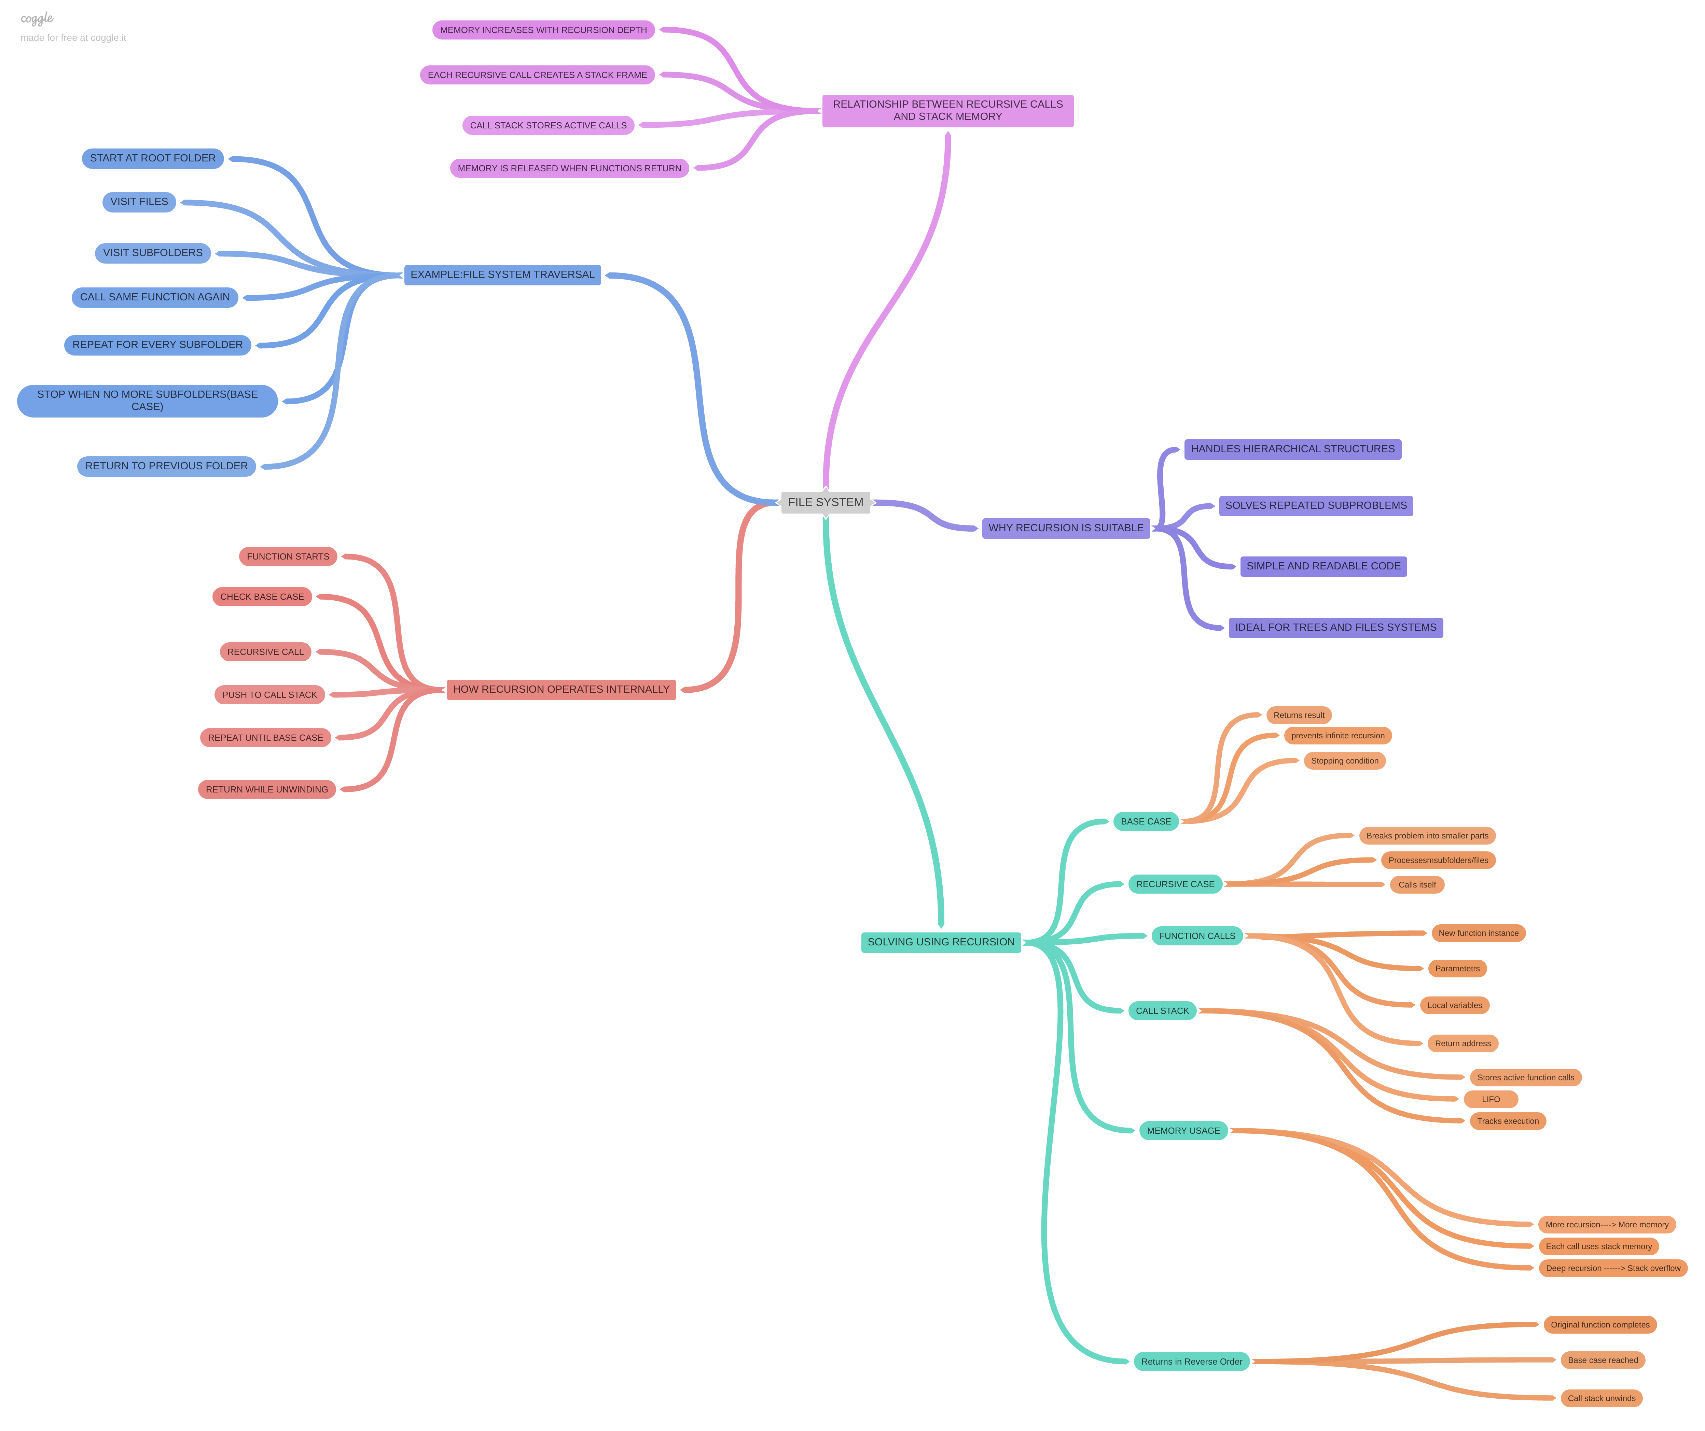 coggle
made for free at coggle.it
MEMORY INCREASES WITH RECURSION DEPTH
EACH RECURSIVE CALL CREATES A STACK FRAME
CALL STACK STORES ACTIVE CALLS
MEMORY IS RELEASED WHEN FUNCTIONS RETURN
RELATIONSHIP BETWEEN RECURSIVE CALLS
AND STACK MEMORY
START AT ROOT FOLDER
VISIT FILES
VISIT SUBFOLDERS
CALL SAME FUNCTION AGAIN
REPEAT FOR EVERY SUBFOLDER
STOP WHEN NO MORE SUBFOLDERS(BASE
CASE)
RETURN TO PREVIOUS FOLDER
EXAMPLE:FILE SYSTEM TRAVERSAL
FILE SYSTEM
WHY RECURSION IS SUITABLE
HANDLES HIERARCHICAL STRUCTURES
SOLVES REPEATED SUBPROBLEMS
SIMPLE AND READABLE CODE
IDEAL FOR TREES AND FILES SYSTEMS
FUNCTION STARTS
CHECK BASE CASE
RECURSIVE CALL
PUSH TO CALL STACK
REPEAT UNTIL BASE CASE
RETURN WHILE UNWINDING
HOW RECURSION OPERATES INTERNALLY
SOLVING USING RECURSION
BASE CASE
Returns result
prevents infinite recursion
Stopping condition
RECURSIVE CASE
Breaks problem into smaller parts
Processesmsubfolders/files
Calls itself
FUNCTION CALLS
New function instance
Parametetrs
Local variables
Return address
CALL STACK
Stores active function calls
LIFO
Tracks execution
MEMORY USAGE
More recursion----> More memory
Each call uses stack memory
Deep recursion ------> Stack overflow
Returns in Reverse Order
Original function completes
Base case reached
Call stack unwinds